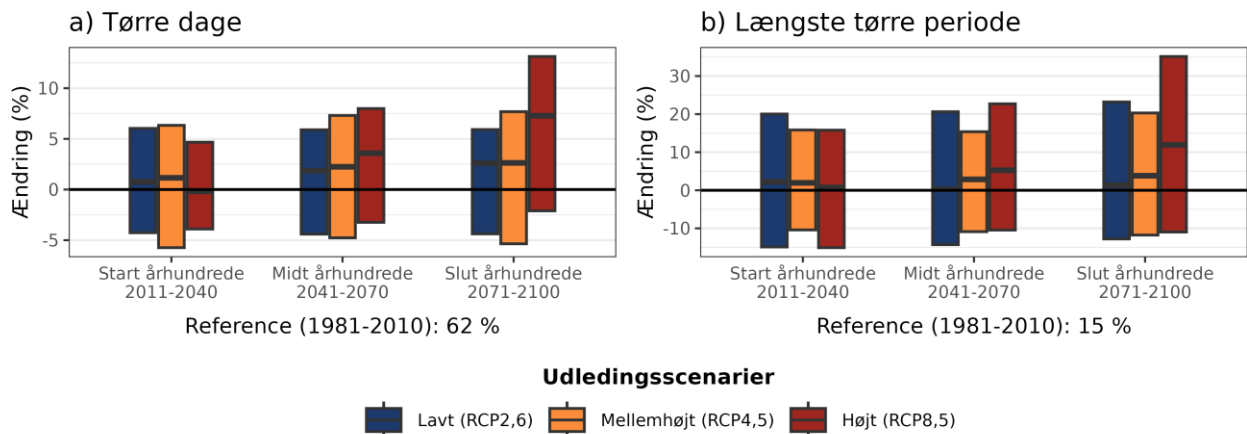 a) Tørre dage
Ændring (%)
10
5
0
-5
Start århundrede
2011-2040
Midt århundrede
2041-2070
Slut århundrede
2071-2100
Reference (1981-2010): 62 %
b) Længste tørre periode
Ændring (%)
30
20
10
0
-10
Start århundrede
2011-2040
Midt århundrede
2041-2070
Slut århundrede
2071-2100
Reference (1981-2010): 15 %
Udledingsscenarier
Lavt (RCP2,6)
Mellemhøjt (RCP4,5)
Højt (RCP8,5)